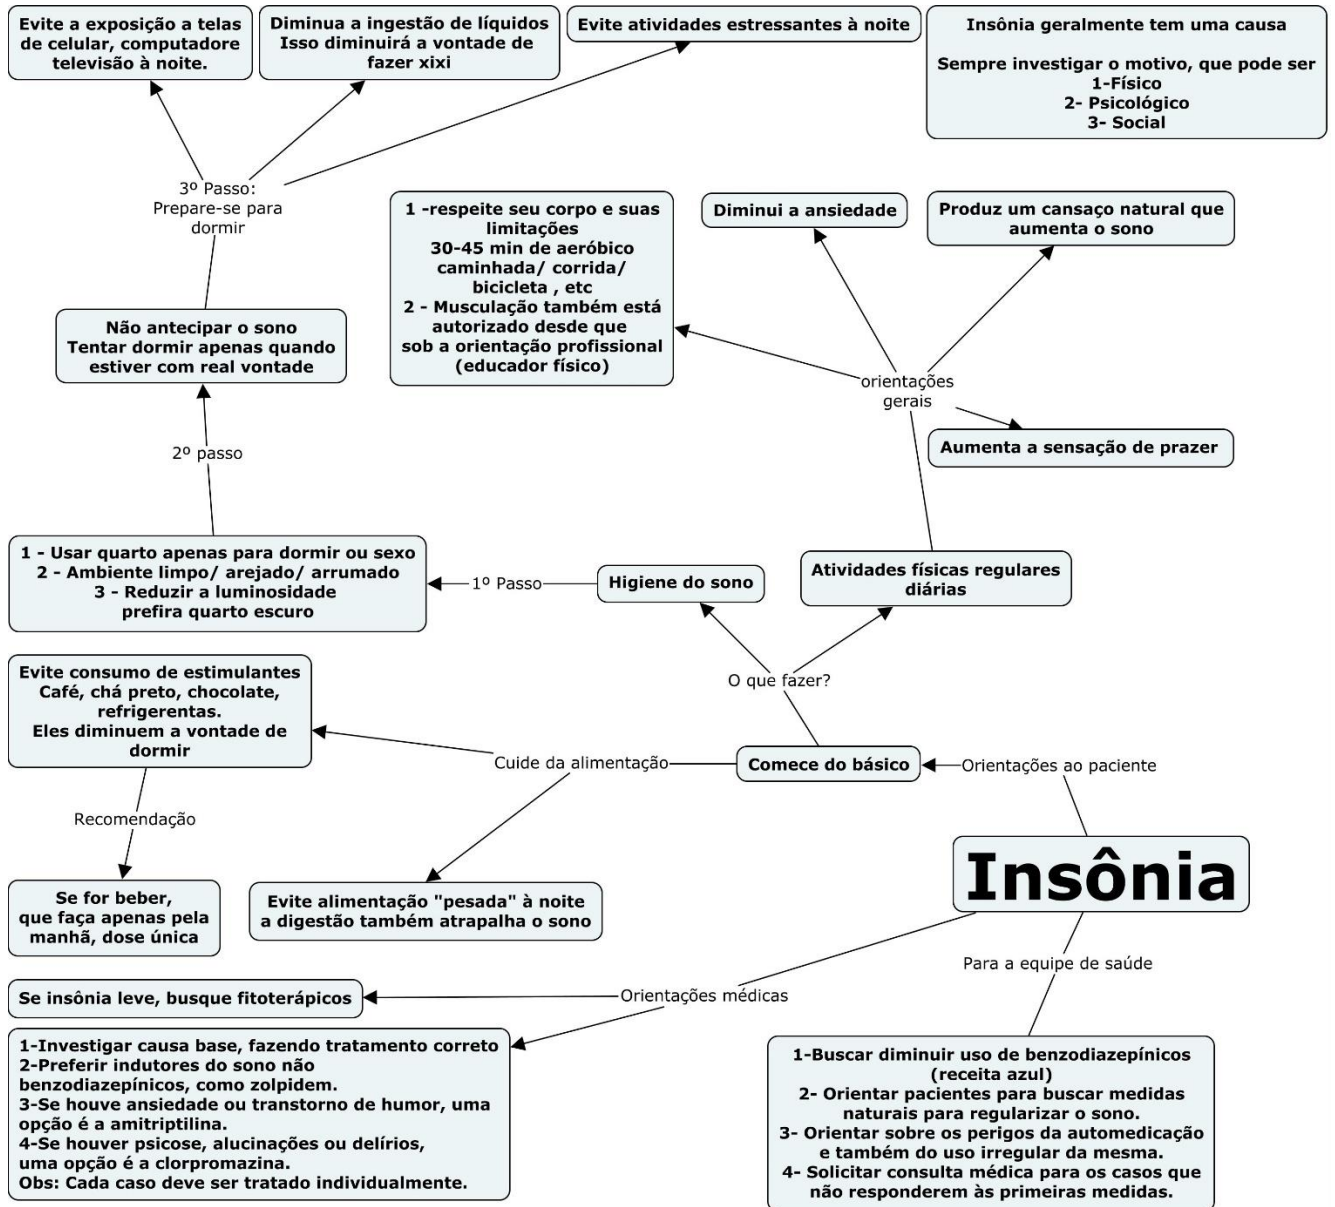 Evite a exposição a telas
de celular, computadore
televisão à noite.
Diminua a ingestão de líquidos
Isso diminuirá a vontade de
fazer xixi
Evite atividades estressantes à noite
Insônia geralmente tem uma causa
Sempre investigar o motivo, que pode ser
1-Físico
2- Psicológico
3- Social
3º Passo:
Prepare-se para
dormir
1 -respeite seu corpo e suas
limitações
30-45 min de aeróbico
caminhada/ corrida/
bicicleta , etc
2 - Musculação também está
autorizado desde que
sob a orientação profissional
(educador físico)
Diminui a ansiedade
Produz um cansaço natural que
aumenta o sono
Não antecipar o sono
Tentar dormir apenas quando
estiver com real vontade
orientações
gerais
Aumenta a sensação de prazer
2º passo
1 - Usar quarto apenas para dormir ou sexo
2 - Ambiente limpo/ arejado/ arrumado
3 - Reduzir a luminosidade
prefira quarto escuro
1º Passo
Higiene do sono
Atividades físicas regulares
diárias
Evite consumo de estimulantes
Café, chá preto, chocolate,
refrigerentas.
Eles diminuem a vontade de
dormir
O que fazer?
Cuide da alimentação
Comece do básico
Orientações ao paciente
Recomendação
Insônia
Se for beber,
que faça apenas pela
manhã, dose única
Evite alimentação "pesada" à noite
a digestão também atrapalha o sono
Para a equipe de saúde
Se insônia leve, busque fitoterápicos
Orientações médicas
1-Investigar causa base, fazendo tratamento correto
2-Preferir indutores do sono não
benzodiazepínicos, como zolpidem.
3-Se houve ansiedade ou transtorno de humor, uma
opção é a amitriptilina.
4-Se houver psicose, alucinações ou delírios,
uma opção é a clorpromazina.
Obs: Cada caso deve ser tratado individualmente.
1-Buscar diminuir uso de benzodiazepínicos
(receita azul)
2- Orientar pacientes para buscar medidas
naturais para regularizar o sono.
3- Orientar sobre os perigos da automedicação
e também do uso irregular da mesma.
4- Solicitar consulta médica para os casos que
não responderem às primeiras medidas.